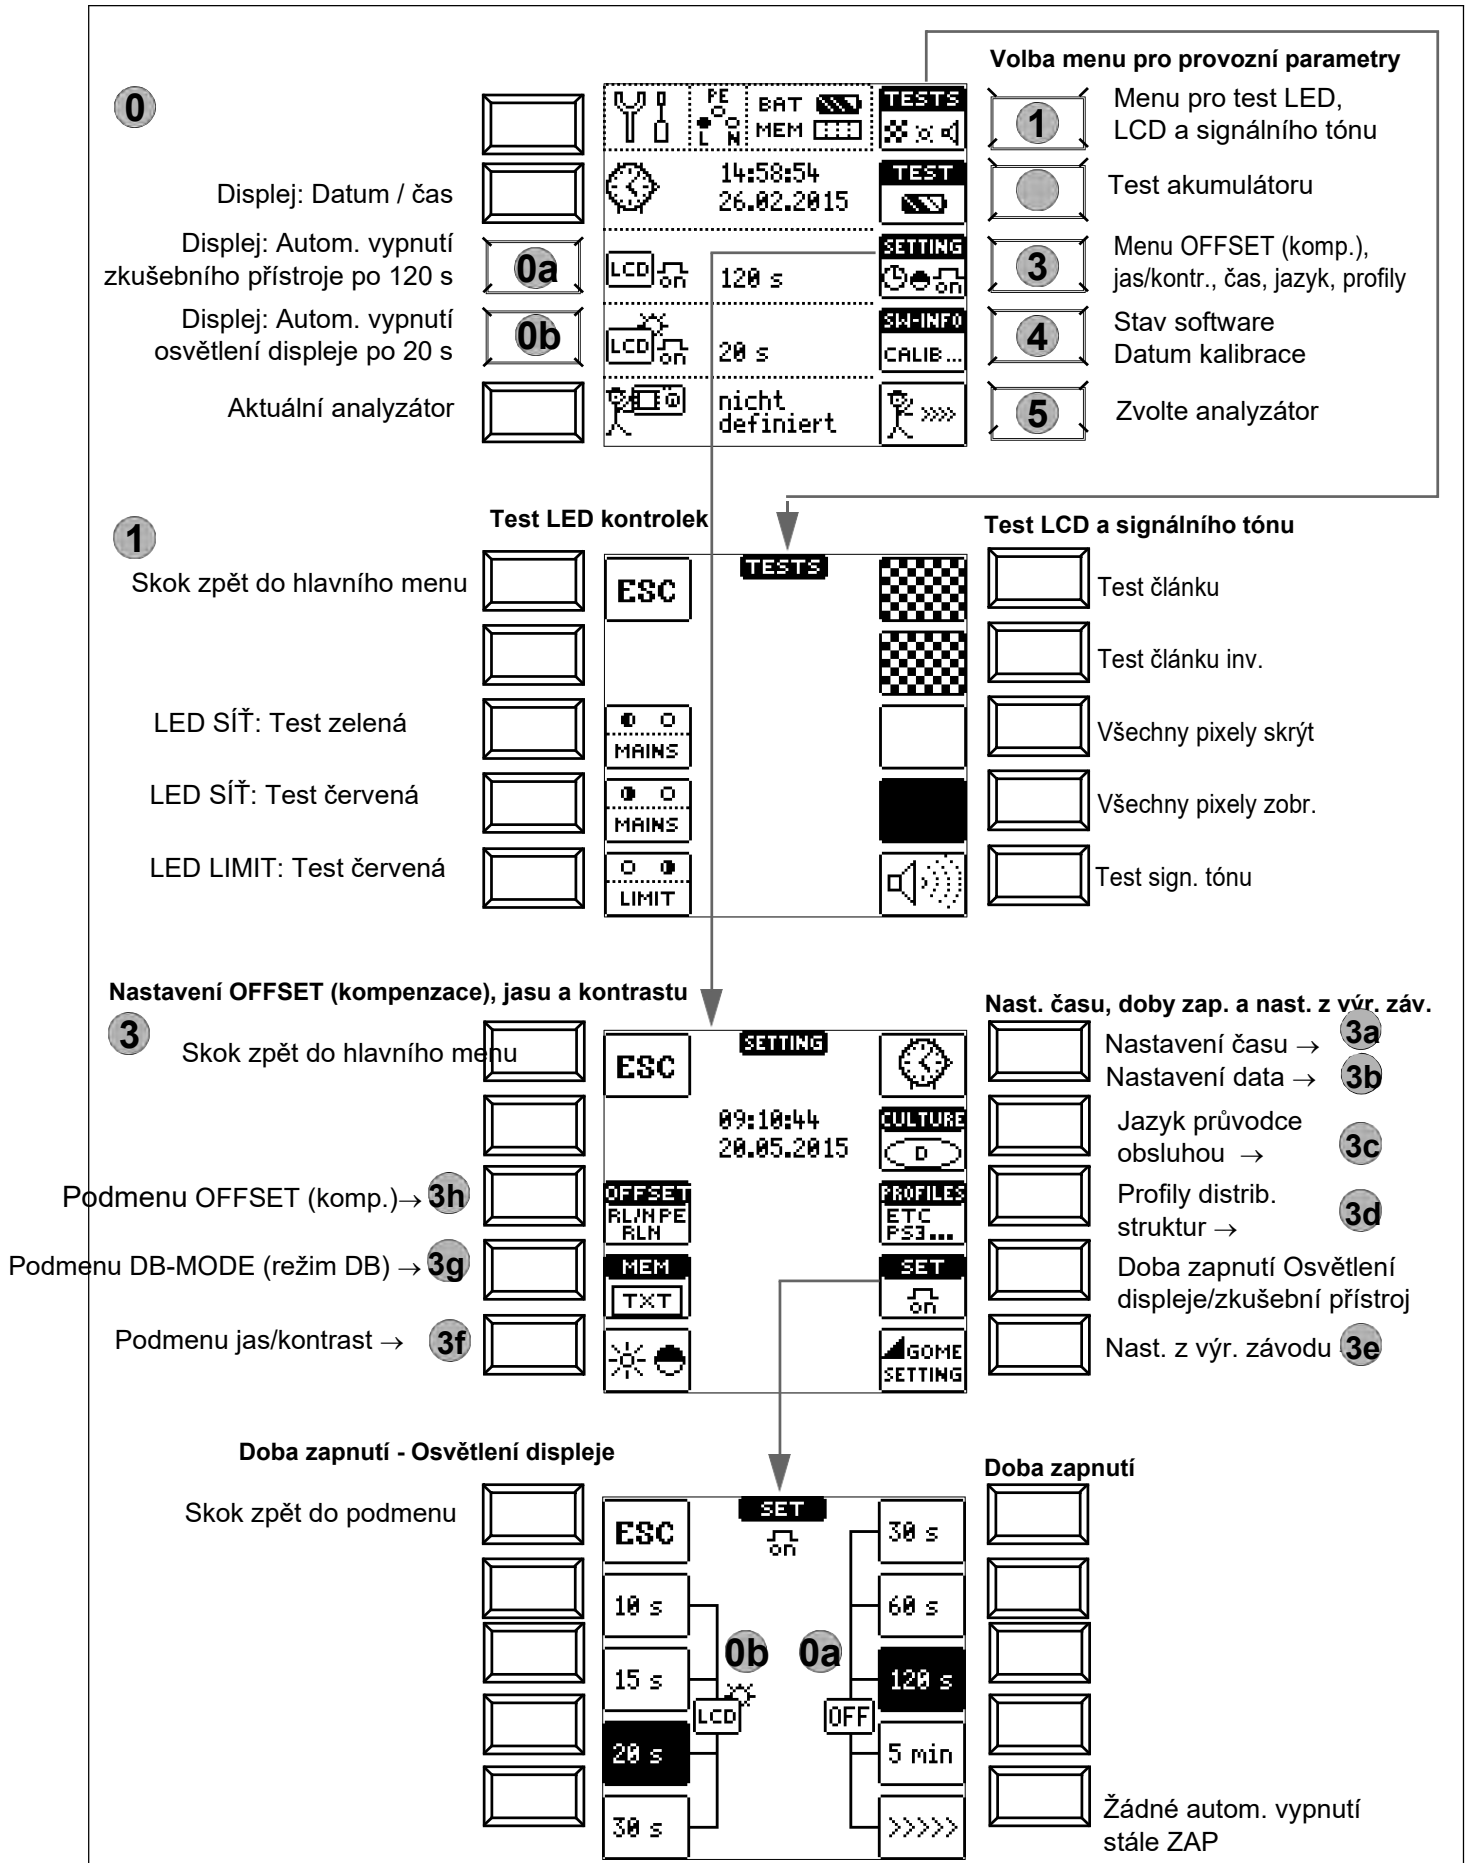 Volba menu pro provozní parametry
0
PE
L N
BAT
MEM
TESTS
1
Menu pro test LED,
LCD a signálního tónu
Displej: Datum / čas
14:58:54
26.02.2015
TEST
Test akumulátoru
Displej: Autom. vypnutí
zkušebního přístroje po 120 s
0a
LCD on
120 s
SETTING
on
3
Menu OFFSET (komp.),
jas/kontr., čas, jazyk, profily
Displej: Autom. vypnutí
osvětlení displeje po 20 s
0b
LCD on
20 s
SW-INFO
CALIB ...
4
Stav software
Datum kalibrace
Aktuální analyzátor
nicht
definiert
>>>>
5
Zvolte analyzátor
Test LED kontrolek
Test LCD a signálního tónu
1
Skok zpět do hlavního menu
ESC
TESTS
Test článku
Test článku inv.
LED SÍŤ: Test zelená
MAINS
Všechny pixely skrýt
LED SÍŤ: Test červená
MAINS
Všechny pixely zobr.
LED LIMIT: Test červená
LIMIT
Test sign. tónu
Nastavení OFFSET (kompenzace), jasu a kontrastu
Nast. času, doby zap. a nast. z výr. záv.
3
Skok zpět do hlavního menu
ESC
SETTING
Nastavení času → 3a
Nastavení data → 3b
09:10:44
20.05.2015
CULTURE
D
Jazyk průvodce
obsluhou → 3c
Podmenu OFFSET (komp.)→ 3h
OFFSET
RL/NPE
RLN
PROFILES
ETC
PS3...
Profily distrib.
struktur → 3d
Podmenu DB-MODE (režim DB) → 3g
MEM
TXT
SET
on
Doba zapnutí Osvětlení
displeje/zkušební přístroj
Podmenu jas/kontrast → 3f
GOME
SETTING
Nast. z výr. závodu 3e
Doba zapnutí - Osvětlení displeje
Doba zapnutí
Skok zpět do podmenu
ESC
SET
on
30 s
10 s
60 s
0b
0a
15 s
120 s
LCD
OFF
20 s
5 min
30 s
>>>>>
Žádné autom. vypnutí
stále ZAP